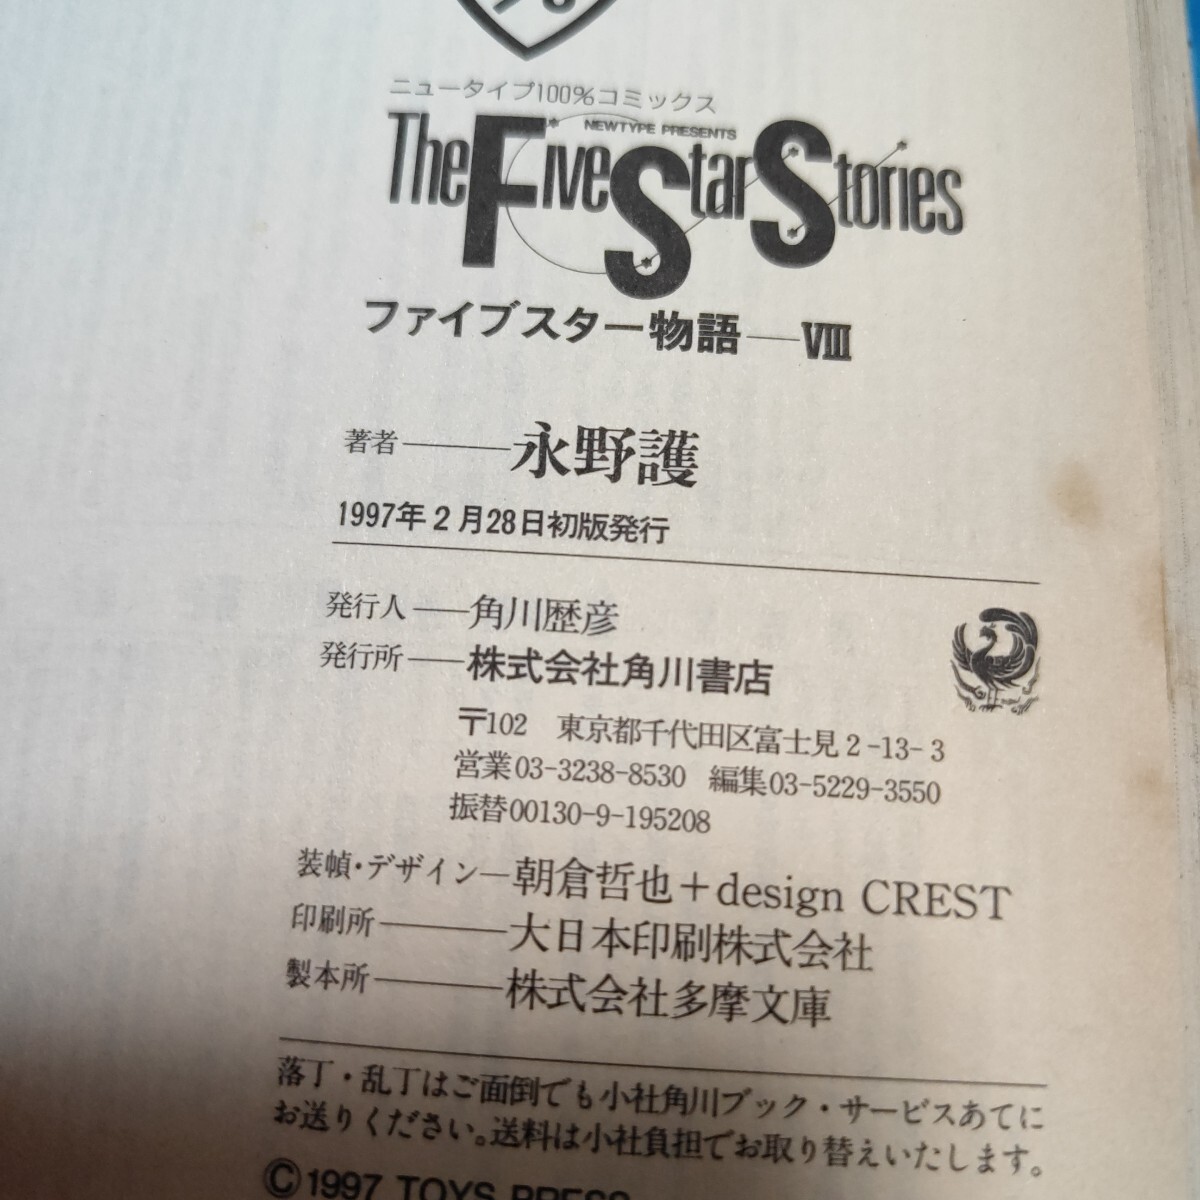 %
ニュータイプ100%コミックス
NEWTYPE PRESENTS
The Five Star Stories
ファイブスター物語──VIII
著者───永野護
1997年2月28日初版発行
発行人──角川歴彦
発行所──株式会社角川書店
〒102 東京都千代田区富士見2-13-3
営業03-3238-8530 編集03-5229-3550
振替00130-9-195208
装幀・デザイン─朝倉哲也+design CREST
印刷所────大日本印刷株式会社
製本所────株式会社多摩文庫
落丁・乱丁はご面倒でも小社角川ブック・サービスあてに
お送りください。送料は小社負担でお取り替えいたします。
©1997 TOYS PRESS